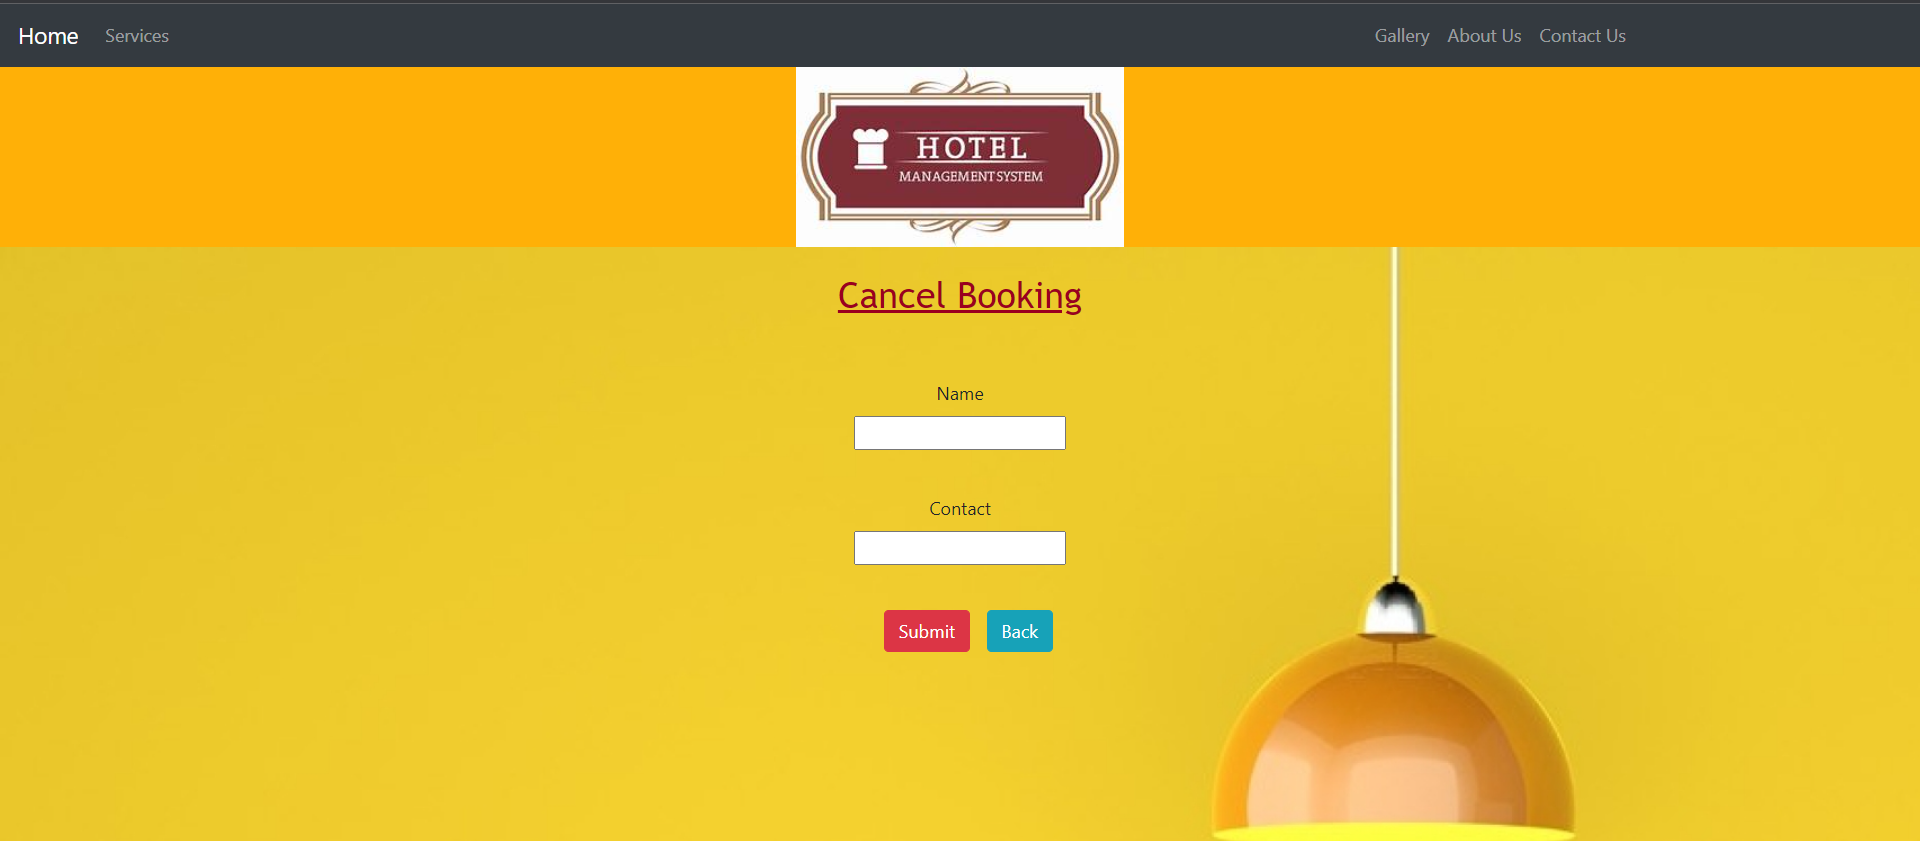 Home Services Gallery About Us Contact Us
HOTEL
MANAGEMENT SYSTEM
Cancel Booking
Name
Contact
Submit Back